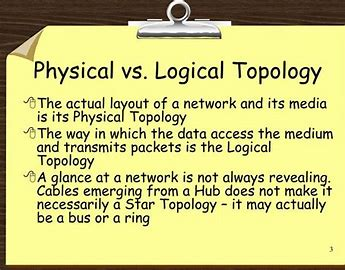 Physical vs. Logical Topology
The actual layout of a network and its media
is its Physical Topology
The way in which the data access the medium
and transmits packets is the Logical
Topology
A glance at a network is not always revealing.
Cables emerging from a Hub does not make it
necessarily a Star Topology – it may actually
be a bus or a ring
3